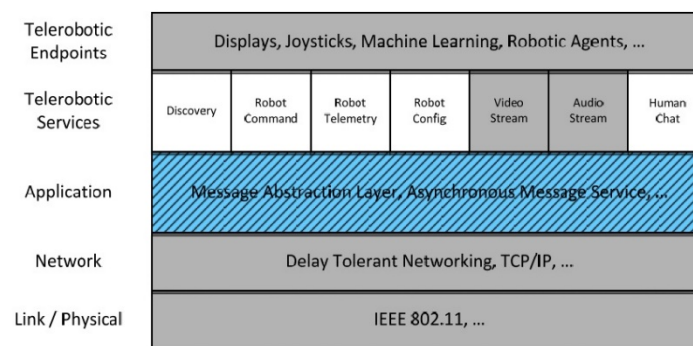 Telerobotic
Endpoints
Displays, Joysticks, Machine Learning, Robotic Agents, ...
Telerobotic
Services
Discovery
Robot
Command
Robot
Telemetry
Robot
Config
Video
Stream
Audio
Stream
Human
Chat
Application
Message Abstraction Layer, Asynchronous Message Service, ...
Network
Delay Tolerant Networking, TCP/IP, ...
Link / Physical
IEEE 802.11, ...